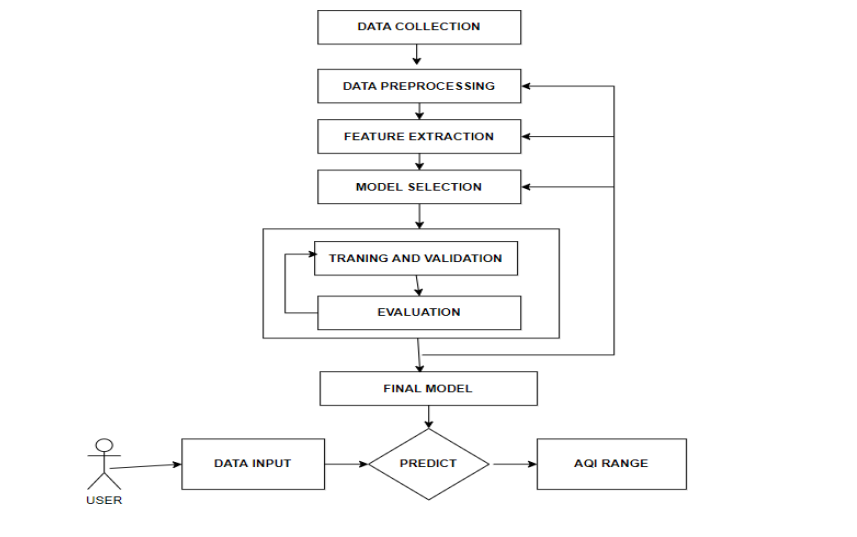 DATA COLLECTION
DATA PREPROCESSING
FEATURE EXTRACTION
MODEL SELECTION
TRANING AND VALIDATION
EVALUATION
FINAL MODEL
DATA INPUT
PREDICT
AQI RANGE
USER